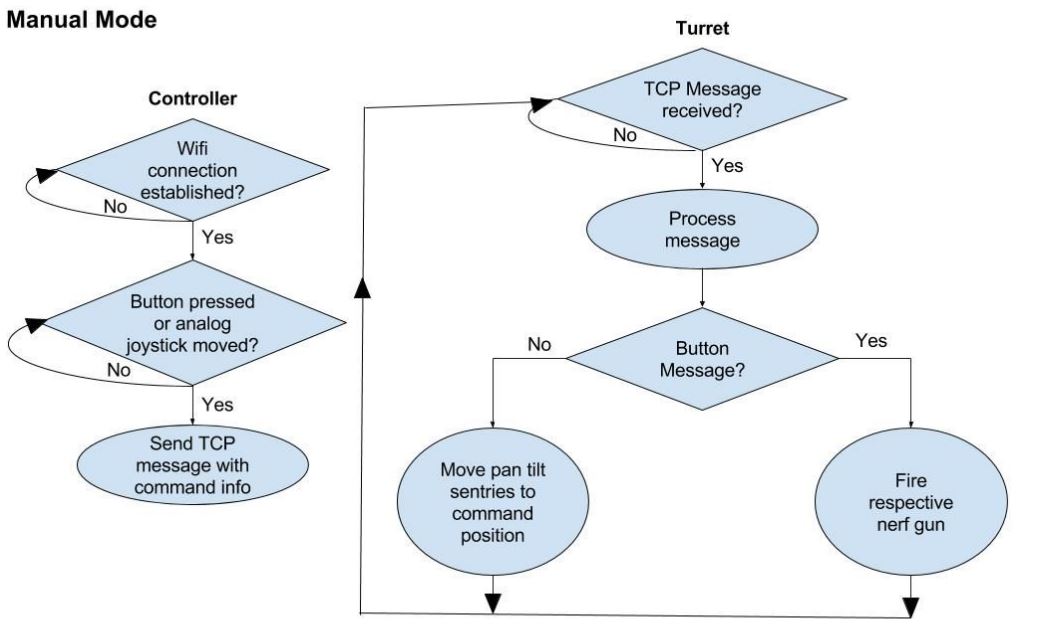 Manual Mode
Controller
Wifi
connection
established?
No
Yes
Button pressed
or analog
joystick moved?
No
Yes
Send TCP
message with
command info
Turret
TCP Message
received?
No
Yes
Process
message
Button
Message?
No
Yes
Move pan tilt
sentries to
command
position
Fire
respective
nerf gun